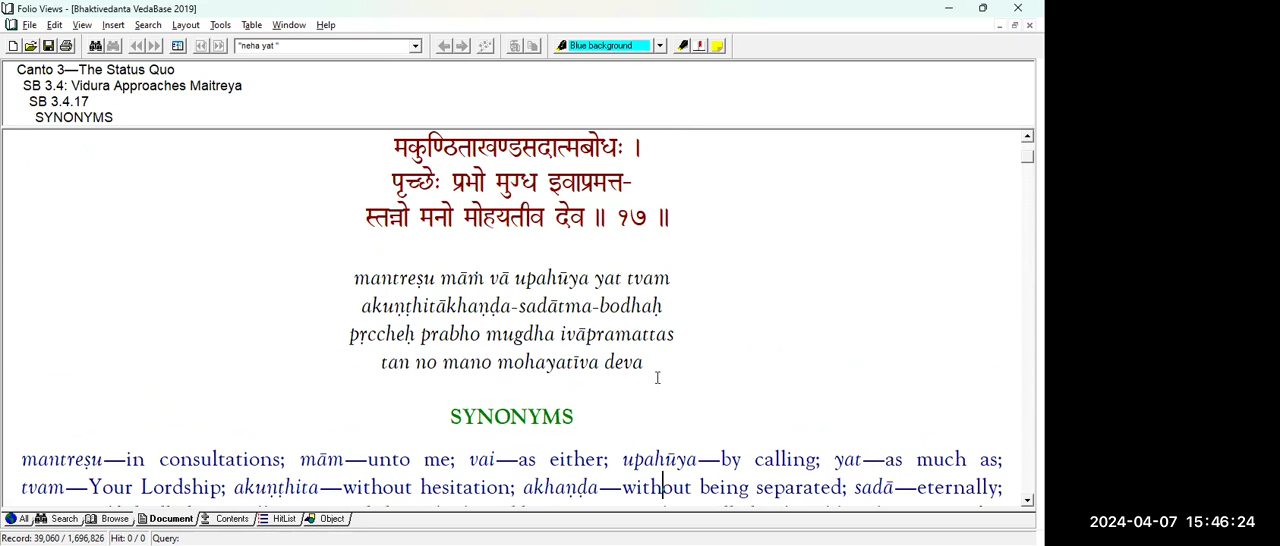 Folio Views - [Bhaktivedanta VedaBase 2019]
File Edit View Insert Search Layout Tools Table Window Help
"neha yat " Blue background
Canto 3—The Status Quo
SB 3.4: Vidura Approaches Maitreya
SB 3.4.17
SYNONYMS
मकुण्ठिताखण्डसदात्मबोधः ।
पृच्छेः प्रभो मुग्ध इवाप्रमत्त-
स्तन्नो मनो मोहयतीव देव ॥ १७ ॥
mantreṣu māṁ vā upahūya yat tvam
akuṇṭhitākhaṇḍa-sadātma-bodhaḥ
pṛccheḥ prabho mugdha ivāpramattas
tan no mano mohayatīva deva
SYNONYMS
mantreṣu—in consultations; mām—unto me; vai—as either; upahūya—by calling; yat—as much as;
tvam—Your Lordship; akuṇṭhita—without hesitation; akhaṇḍa—without being separated; sadā—eternally;
All Search Browse Document Contents HitList Object
Record: 39,060 / 1,696,826 Hit: 0 / 0 Query:
2024-04-07 15:46:24